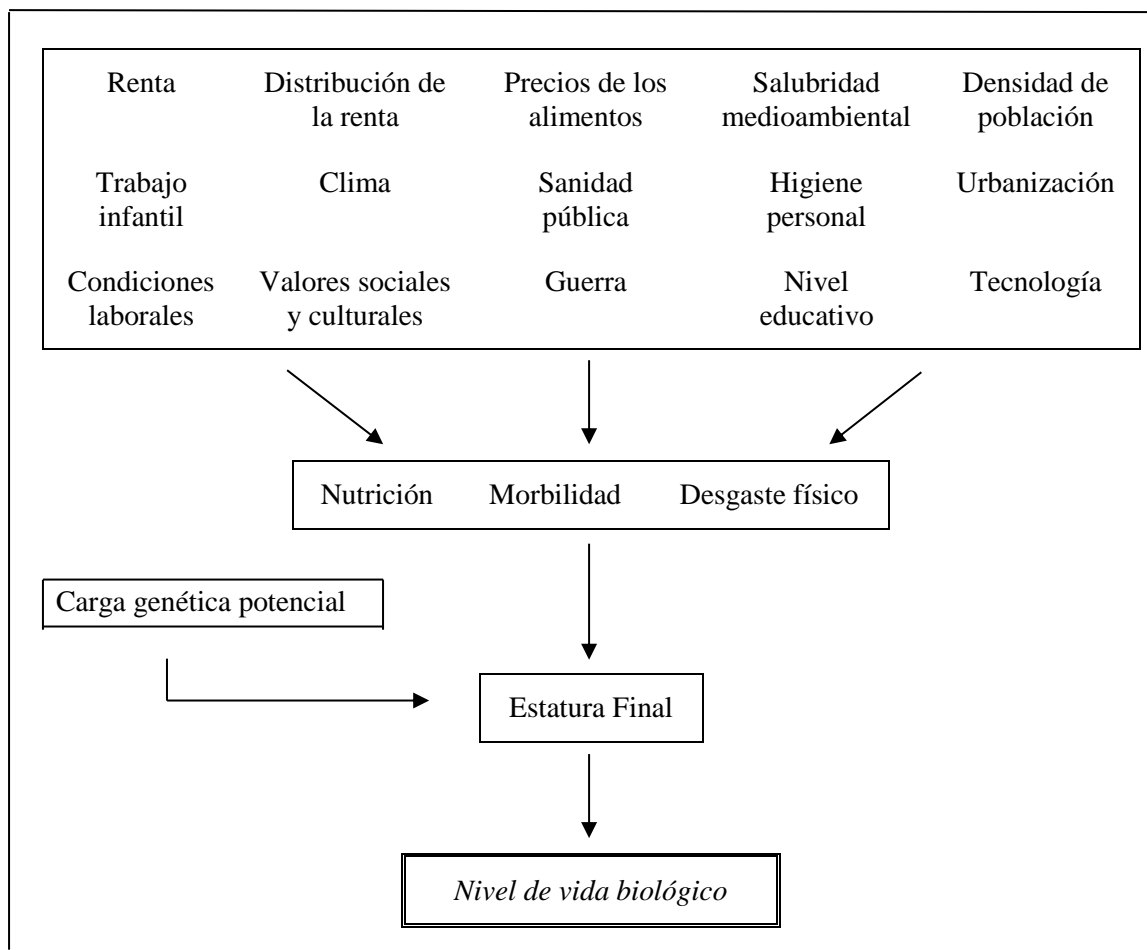 Renta
Distribución de
la renta
Precios de los
alimentos
Salubridad
medioambiental
Densidad de
población
Trabajo
infantil
Clima
Sanidad
pública
Higiene
personal
Urbanización
Condiciones
laborales
Valores sociales
y culturales
Guerra
Nivel
educativo
Tecnología
Nutrición Morbilidad Desgaste físico
Carga genética potencial
Estatura Final
Nivel de vida biológico